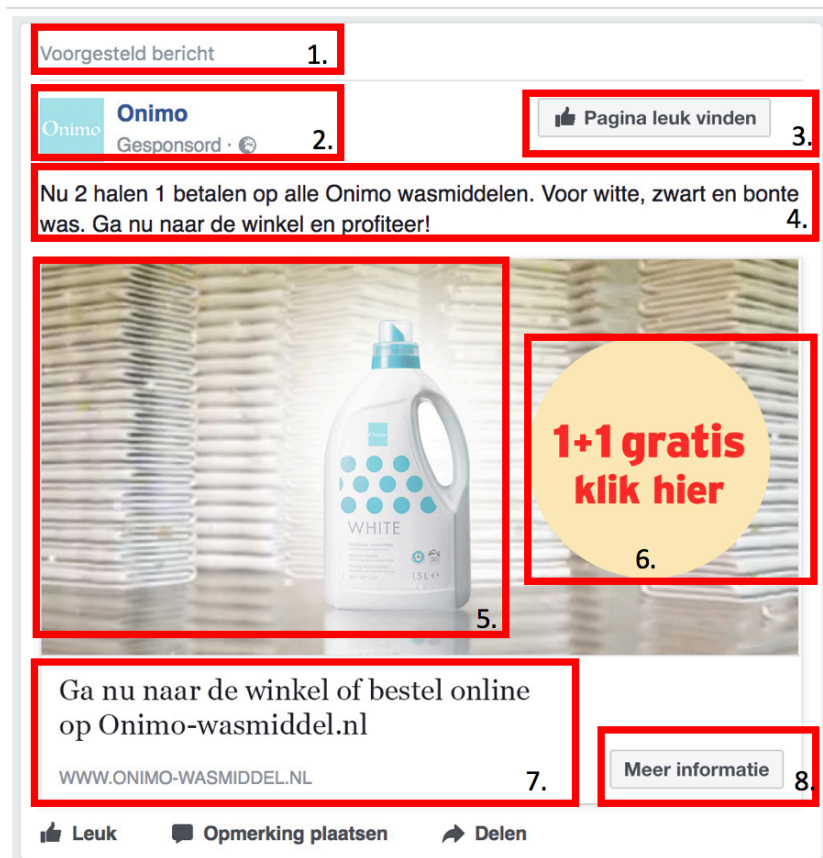 Voorgesteld bericht 1.
Onimo
Onimo
Gesponsord · 2.
Pagina leuk vinden 3.
Nu 2 halen 1 betalen op alle Onimo wasmiddelen. Voor witte, zwart en bonte
was. Ga nu naar de winkel en profiteer! 4.
1+1 gratis
klik hier
6.
Onimo
WHITE
1,5 L e
5.
Ga nu naar de winkel of bestel online
op Onimo-wasmiddel.nl
WWW.ONIMO-WASMIDDEL.NL 7.
Meer informatie 8.
Leuk Opmerking plaatsen Delen